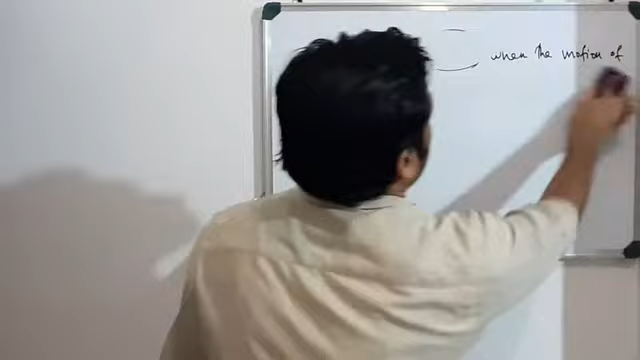 when the motion of